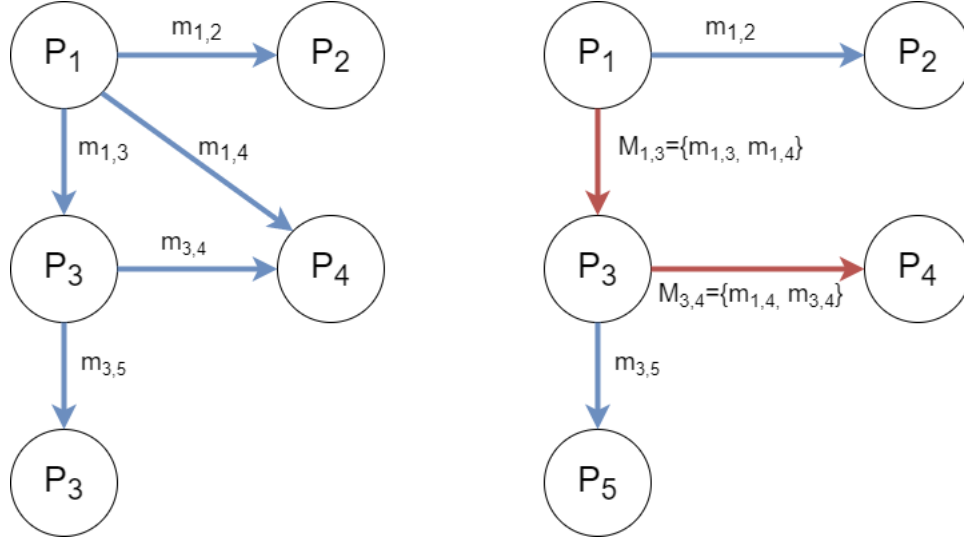 P1 m1,2 P2 P1 m1,2 P2
m1,3 m1,4 M1,3={m1,3, m1,4}
P3 m3,4 P4 P3 P4
M3,4={m1,4, m3,4}
m3,5 m3,5
P3 P5